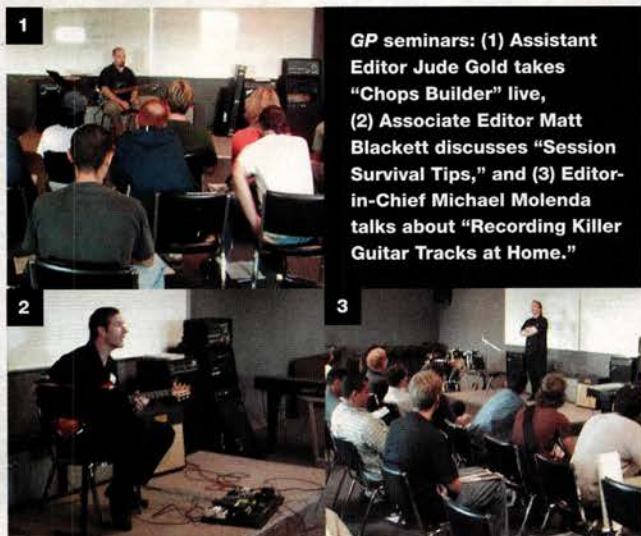 1
GP seminars: (1) Assistant
Editor Jude Gold takes
“Chops Builder” live,
(2) Associate Editor Matt
Blackett discusses “Session
Survival Tips,” and (3) Editor-
in-Chief Michael Molenda
talks about “Recording Killer
Guitar Tracks at Home.”
2
3